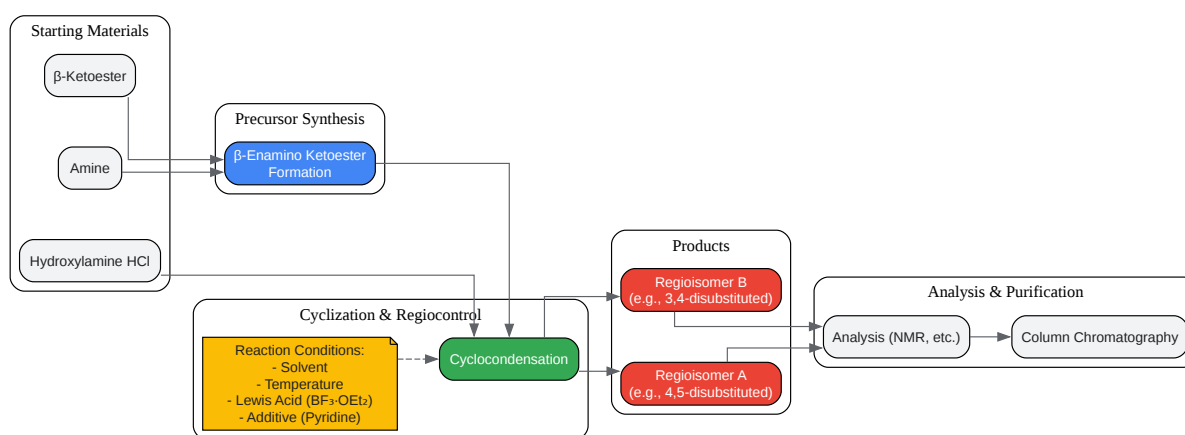 Starting Materials
β-Ketoester
Amine
Hydroxylamine HCl
Precursor Synthesis
β-Enamino Ketoester
Formation
Cyclization & Regiocontrol
Reaction Conditions:
- Solvent
- Temperature
- Lewis Acid (BF₃·OEt₂)
- Additive (Pyridine)
Cyclocondensation
Products
Regioisomer B
(e.g., 3,4-disubstituted)
Regioisomer A
(e.g., 4,5-disubstituted)
Analysis & Purification
Analysis (NMR, etc.)
Column Chromatography